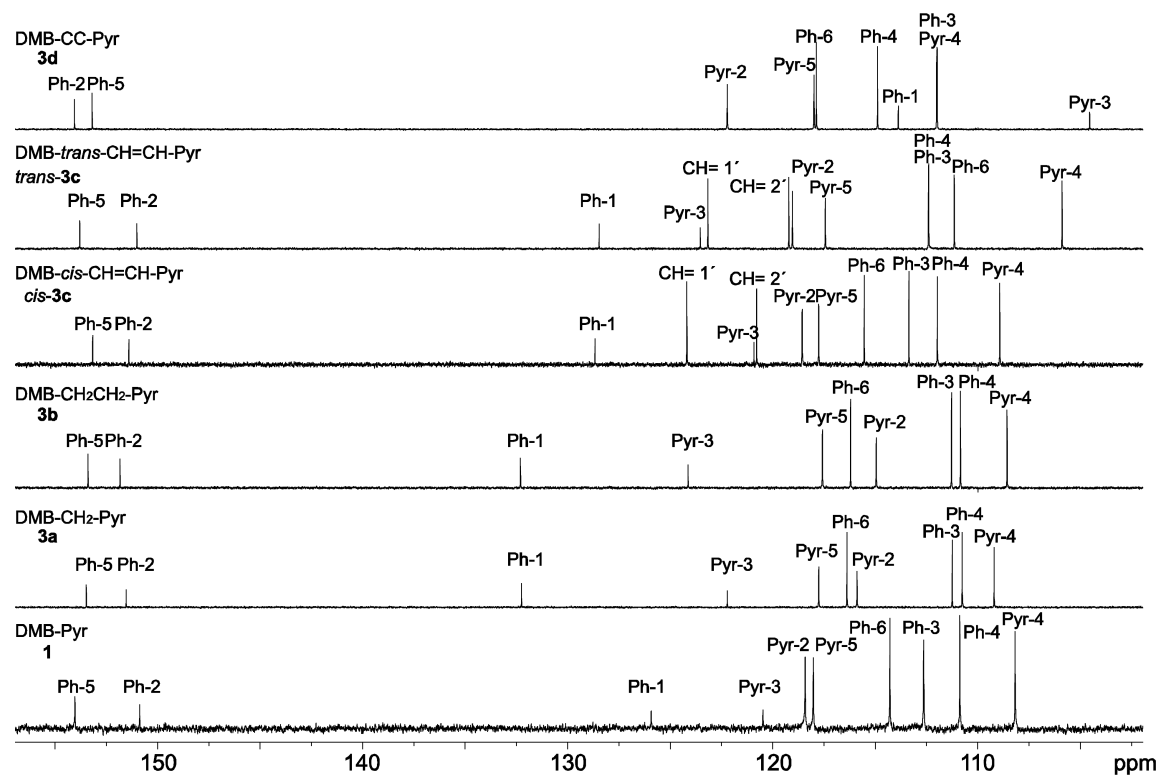 DMB-CC-Pyr
3d
Ph-2 Ph-5
Pyr-2
Pyr-5
Ph-6
Ph-4
Ph-1
Ph-3
Pyr-4
Pyr-3
DMB-trans-CH=CH-Pyr
trans-3c
Ph-5
Ph-2
Ph-1
Pyr-3
CH= 1´
CH= 2´
Pyr-2
Pyr-5
Ph-4
Ph-3
Ph-6
Pyr-4
DMB-cis-CH=CH-Pyr
cis-3c
Ph-5 Ph-2
Ph-1
CH= 1´
Pyr-3
CH= 2´
Pyr-2 Pyr-5
Ph-6
Ph-3
Ph-4
Pyr-4
DMB-CH2CH2-Pyr
3b
Ph-5 Ph-2
Ph-1
Pyr-3
Pyr-5
Ph-6
Pyr-2
Ph-3
Ph-4
Pyr-4
DMB-CH2-Pyr
3a
Ph-5 Ph-2
Ph-1
Pyr-3
Pyr-5
Ph-6
Pyr-2
Ph-3
Ph-4
Pyr-4
DMB-Pyr
1
Ph-5
Ph-2
Ph-1
Pyr-3
Pyr-2
Pyr-5
Ph-6
Ph-3
Ph-4
Pyr-4
150 140 130 120 110 ppm